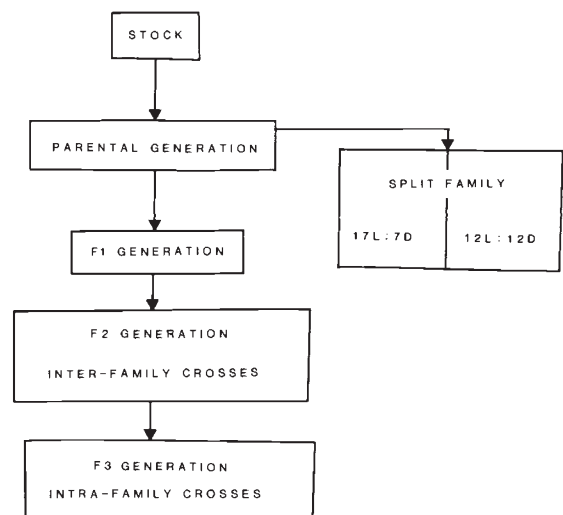 STOCK
PARENTAL GENERATION
SPLIT FAMILY
17L:7D
12L:12D
F1 GENERATION
F2 GENERATION
INTER-FAMILY CROSSES
F3 GENERATION
INTRA-FAMILY CROSSES